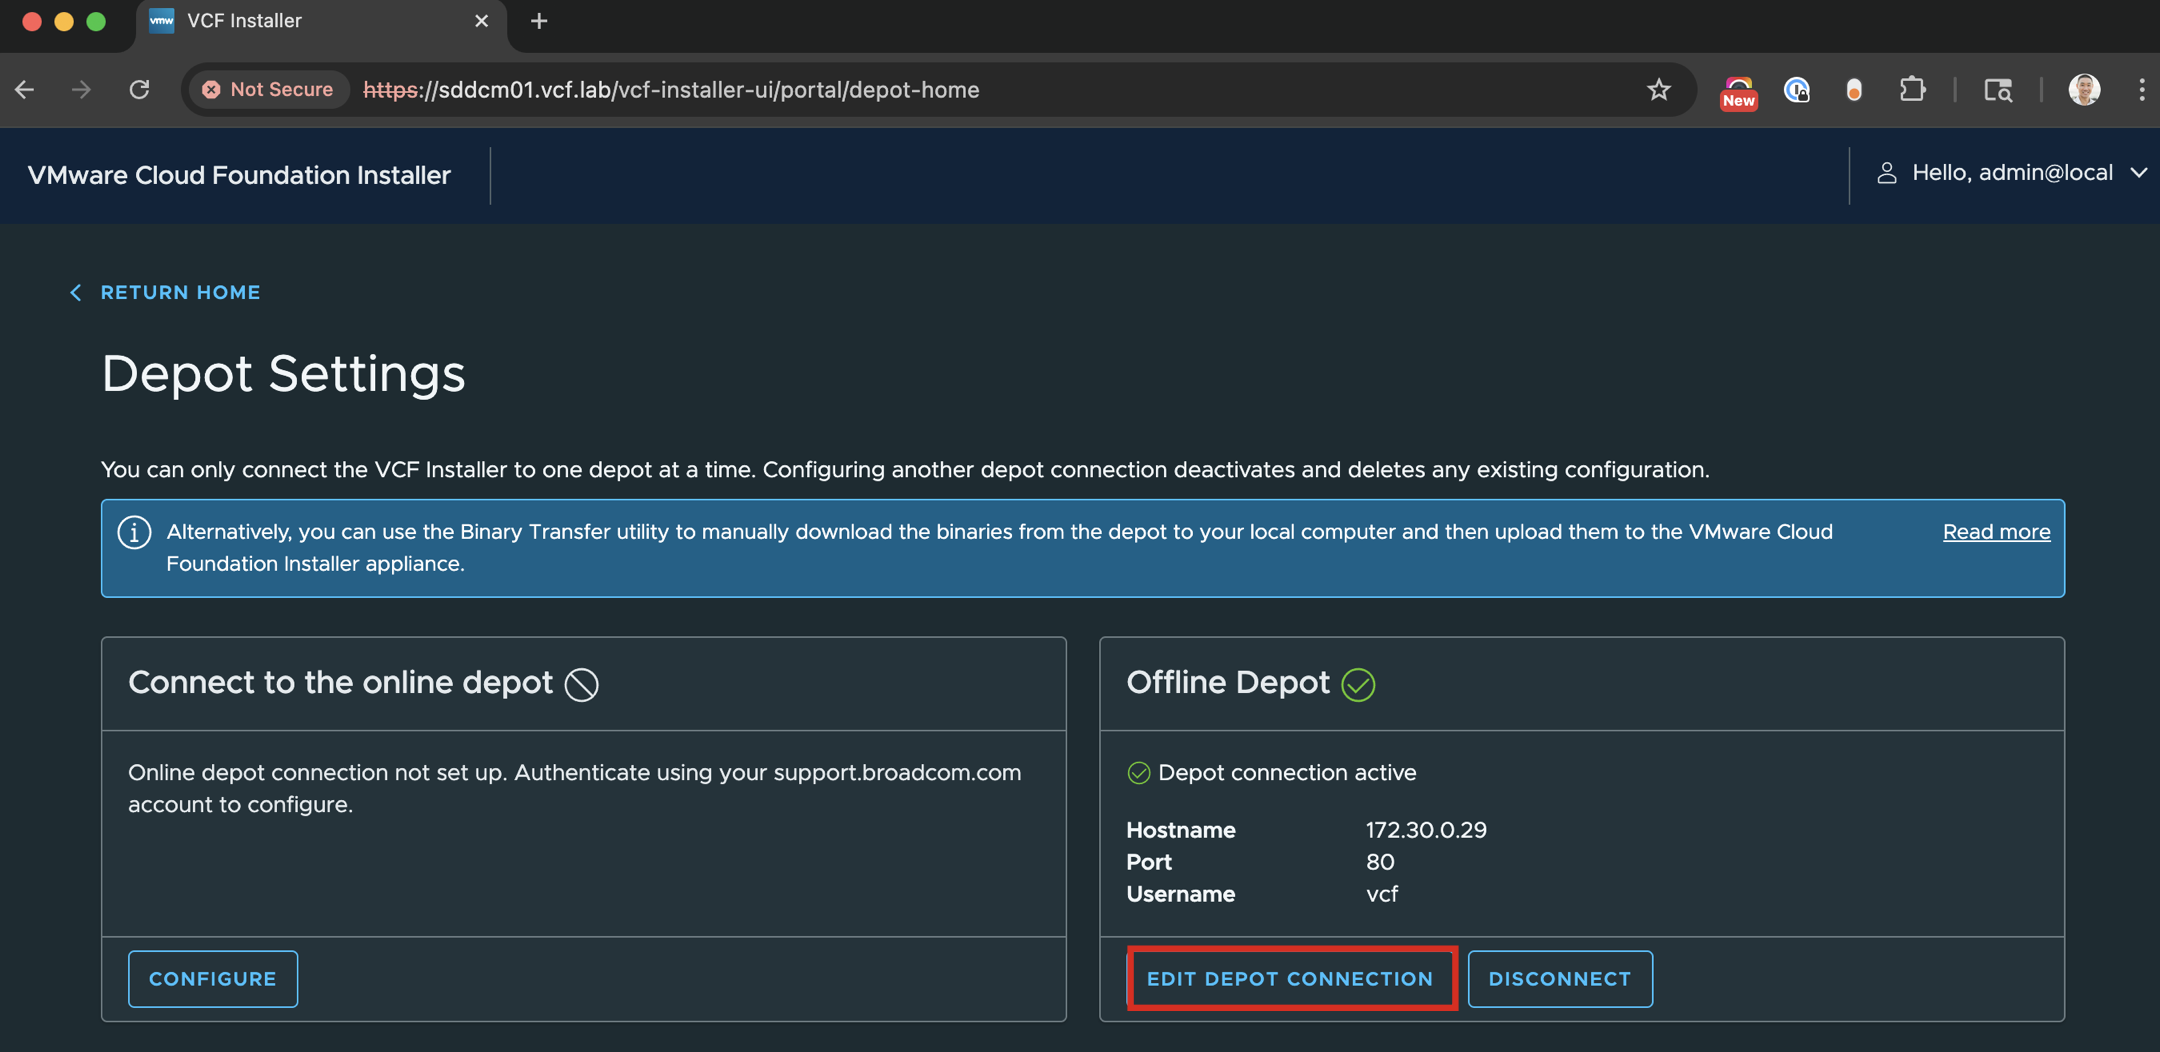 vmw VCF Installer
Not Secure https://sddcm01.vcf.lab/vcf-installer-ui/portal/depot-home
New
VMware Cloud Foundation Installer
Hello, admin@local
RETURN HOME
Depot Settings
You can only connect the VCF Installer to one depot at a time. Configuring another depot connection deactivates and deletes any existing configuration.
Alternatively, you can use the Binary Transfer utility to manually download the binaries from the depot to your local computer and then upload them to the VMware Cloud
Foundation Installer appliance.
Read more
Connect to the online depot
Online depot connection not set up. Authenticate using your support.broadcom.com
account to configure.
CONFIGURE
Offline Depot
Depot connection active
Hostname 172.30.0.29
Port 80
Username vcf
EDIT DEPOT CONNECTION
DISCONNECT